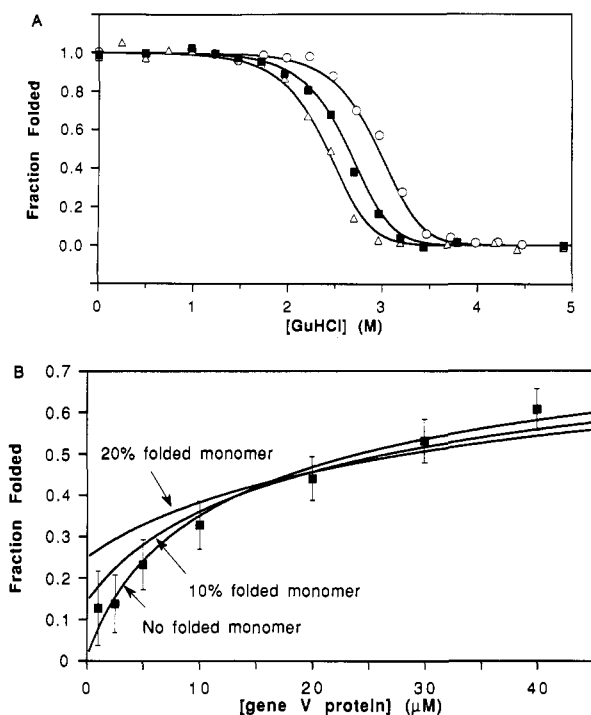 A
Fraction Folded
1.0
0.8
0.6
0.4
0.2
0.0
0
1
2
3
4
5
[GuHCl] (M)
B
Fraction Folded
0.7
0.6
0.5
0.4
0.3
0.2
0.1
0
20% folded monomer
10% folded monomer
No folded monomer
0
10
20
30
40
[gene V protein] (μM)